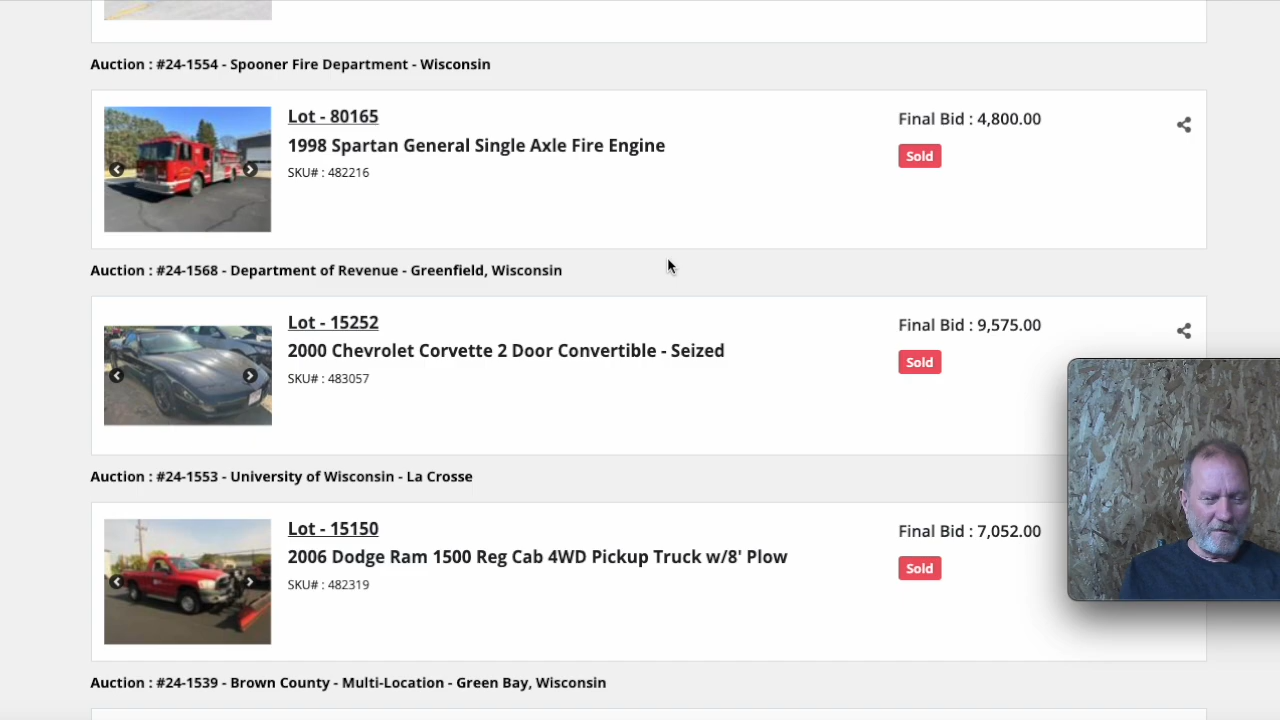 Auction : #24-1554 - Spooner Fire Department - Wisconsin
Lot - 80165
Final Bid : 4,800.00
1998 Spartan General Single Axle Fire Engine
Sold
SKU# : 482216
Auction : #24-1568 - Department of Revenue - Greenfield, Wisconsin
Lot - 15252
Final Bid : 9,575.00
2000 Chevrolet Corvette 2 Door Convertible - Seized
Sold
SKU# : 483057
Auction : #24-1553 - University of Wisconsin - La Crosse
Lot - 15150
Final Bid : 7,052.00
2006 Dodge Ram 1500 Reg Cab 4WD Pickup Truck w/8' Plow
Sold
SKU# : 482319
Auction : #24-1539 - Brown County - Multi-Location - Green Bay, Wisconsin